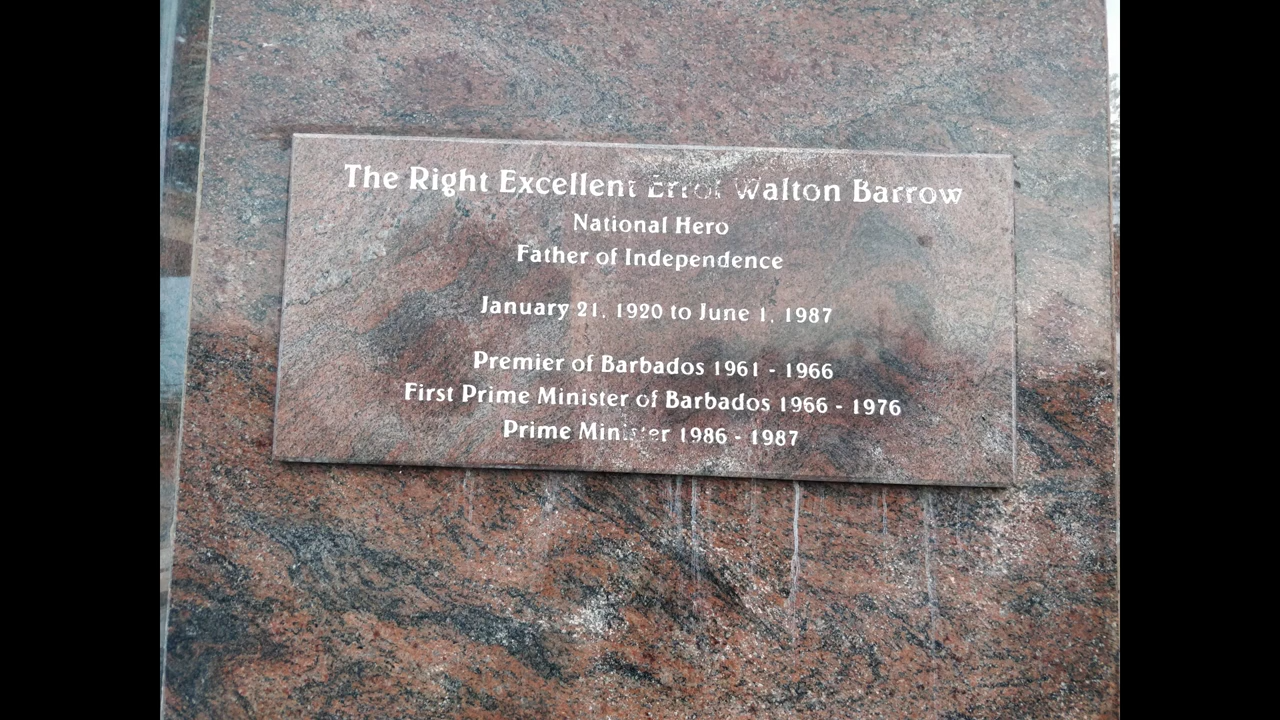 The Right Excellent Errol Walton Barrow
National Hero
Father of Independence
January 21, 1920 to June 1, 1987
Premier of Barbados 1961 - 1966
First Prime Minister of Barbados 1966 - 1976
Prime Minister 1986 - 1987